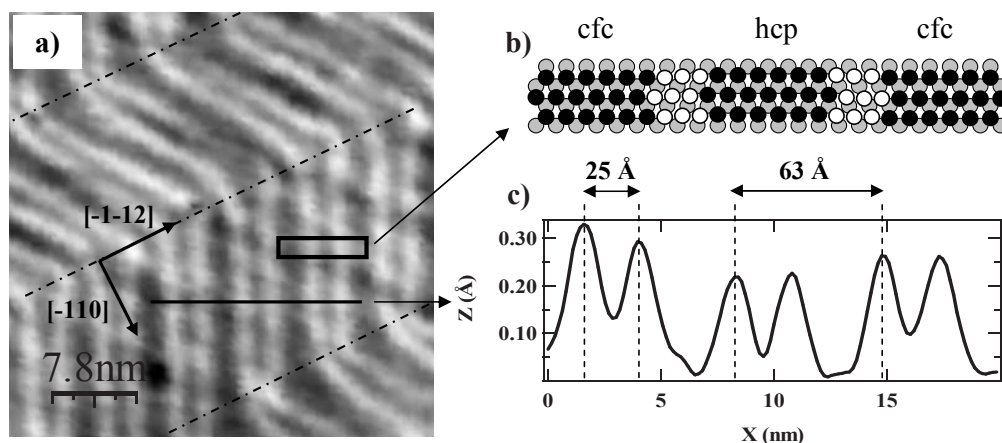 a)
[-1-12]
[-110]
7.8nm
b)
cfc hcp cfc
25 Å 63 Å
c)
Z (Å)
0.30
0.20
0.10
0 5 10 15
X (nm)